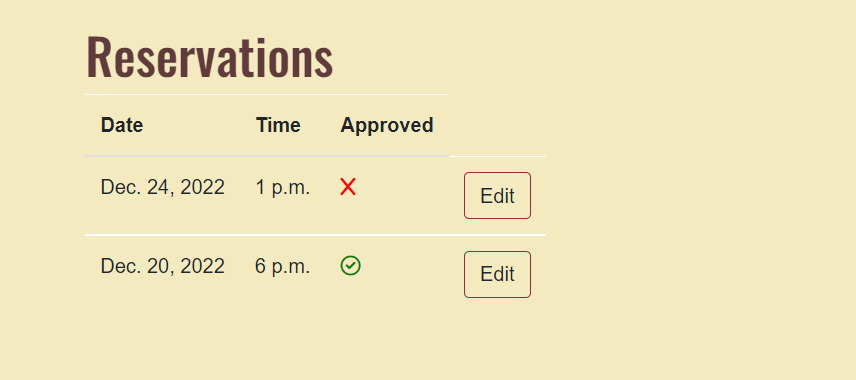 Reservations
Date Time Approved
Dec. 24, 2022 1 p.m. Edit
Dec. 20, 2022 6 p.m. Edit